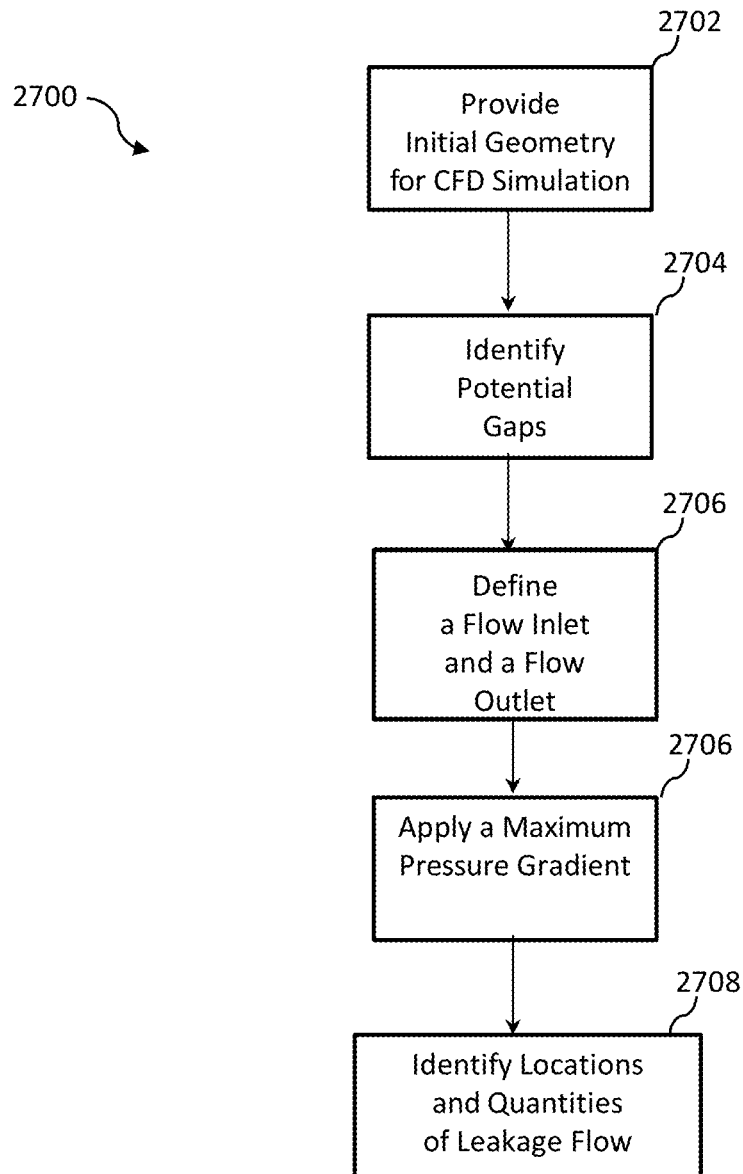 2702
2700
Provide
Initial Geometry
for CFD Simulation
2704
Identify
Potential
Gaps
2706
Define
a Flow Inlet
and a Flow
Outlet
2706
Apply a Maximum
Pressure Gradient
2708
Identify Locations
and Quantities
of Leakage Flow